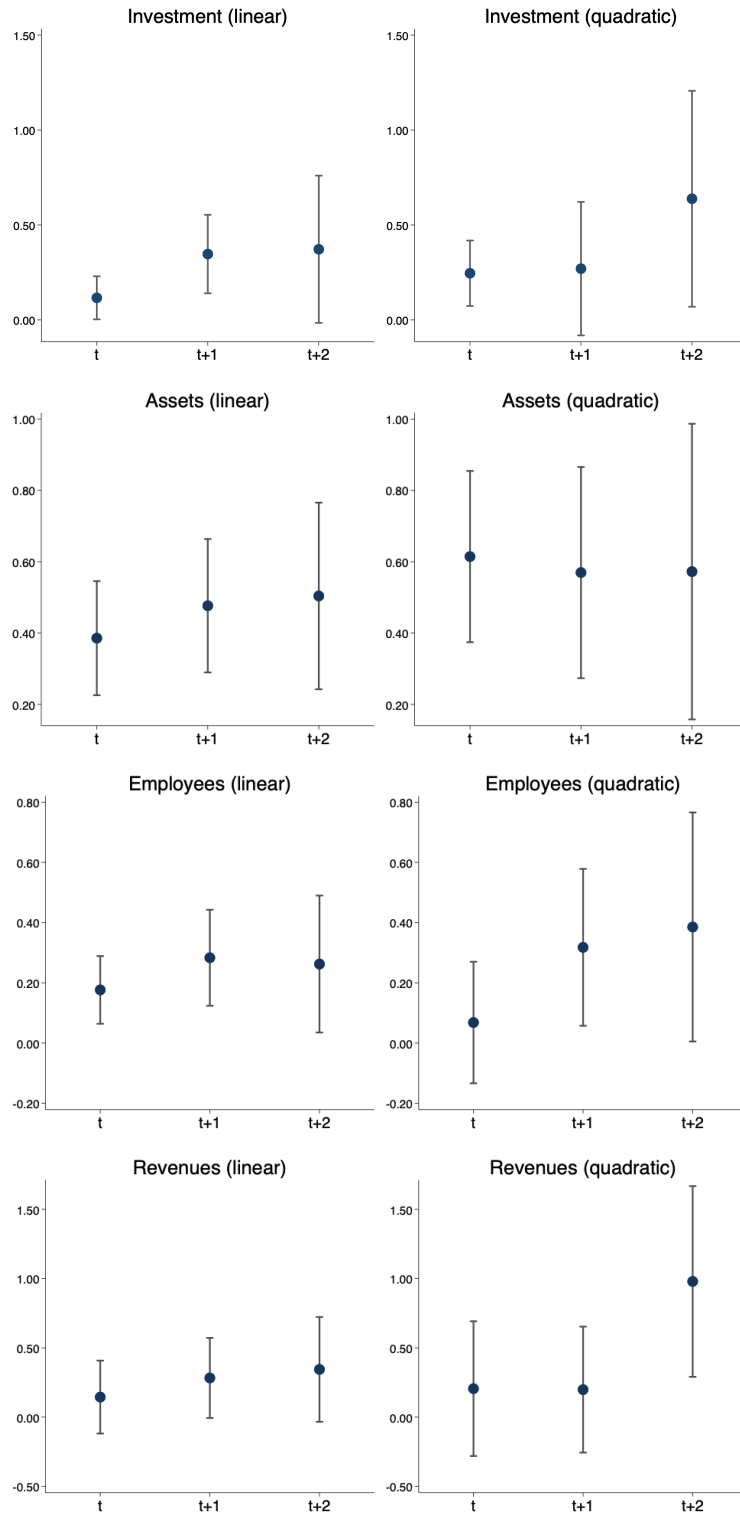 Investment (linear)
1.50
1.00
0.50
0.00
t t+1 t+2
Investment (quadratic)
1.50
1.00
0.50
0.00
t t+1 t+2
Assets (linear)
1.00
0.80
0.60
0.40
0.20
t t+1 t+2
Assets (quadratic)
1.00
0.80
0.60
0.40
0.20
t t+1 t+2
Employees (linear)
0.80
0.60
0.40
0.20
0.00
-0.20
t t+1 t+2
Employees (quadratic)
0.80
0.60
0.40
0.20
0.00
-0.20
t t+1 t+2
Revenues (linear)
1.50
1.00
0.50
0.00
-0.50
t t+1 t+2
Revenues (quadratic)
1.50
1.00
0.50
0.00
-0.50
t t+1 t+2